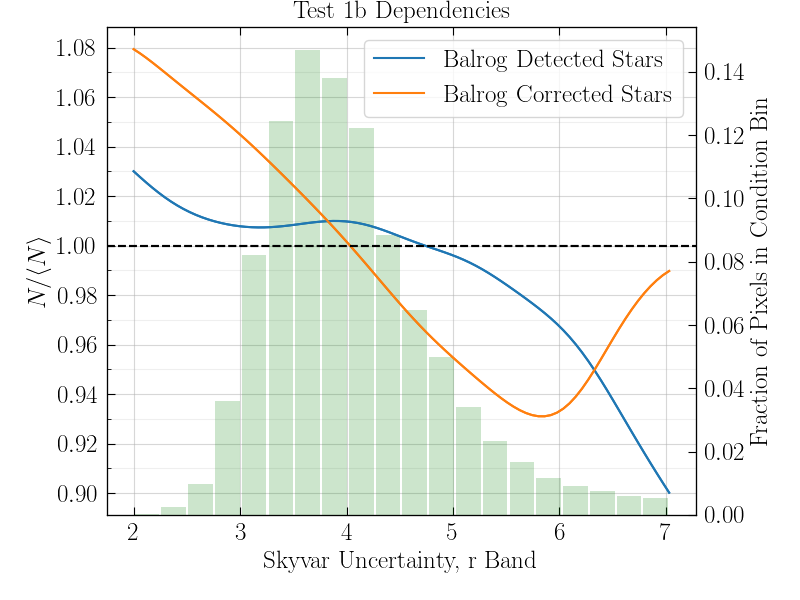 Test 1b Dependencies
Balrog Detected Stars
Balrog Corrected Stars
N/⟨N⟩
1.08
1.06
1.04
1.02
1.00
0.98
0.96
0.94
0.92
0.90
0.14
0.12
0.10
0.08
0.06
0.04
0.02
0.00
Fraction of Pixels in Condition Bin
2 3 4 5 6 7
Skyvar Uncertainty, r Band